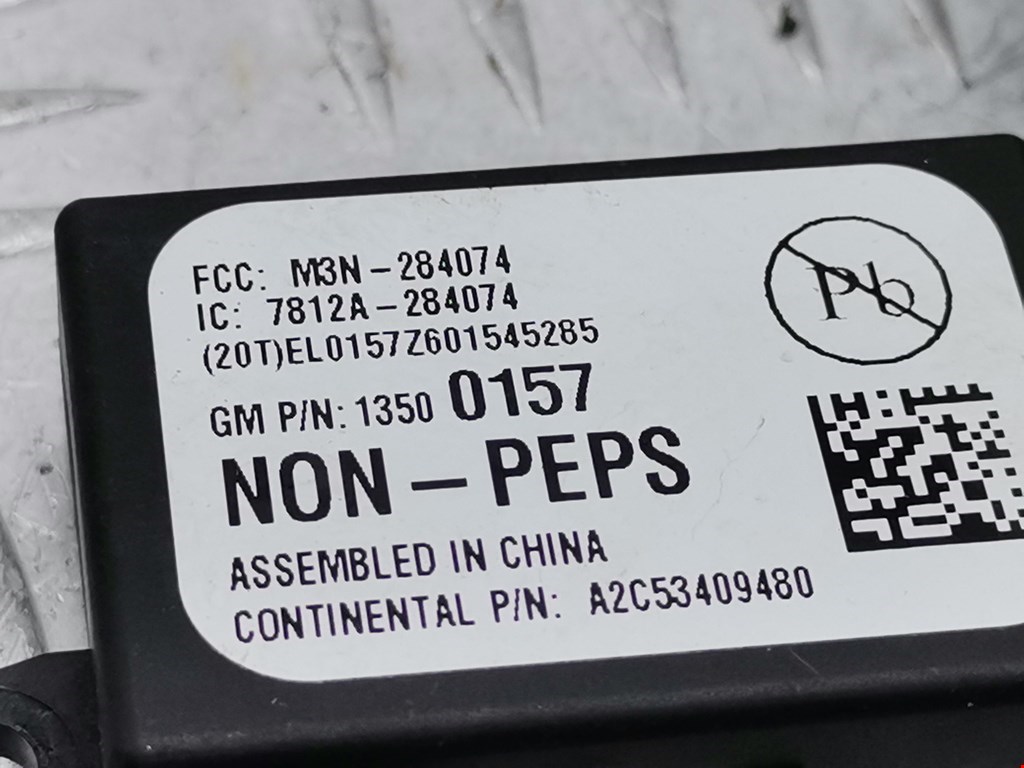 FCC: M3N-284074
IC: 7812A-284074
(20T)EL0157Z601545285
GM P/N: 1350 0157
NON-PEPS
ASSEMBLED IN CHINA
CONTINENTAL P/N: A2C53409480
Pb